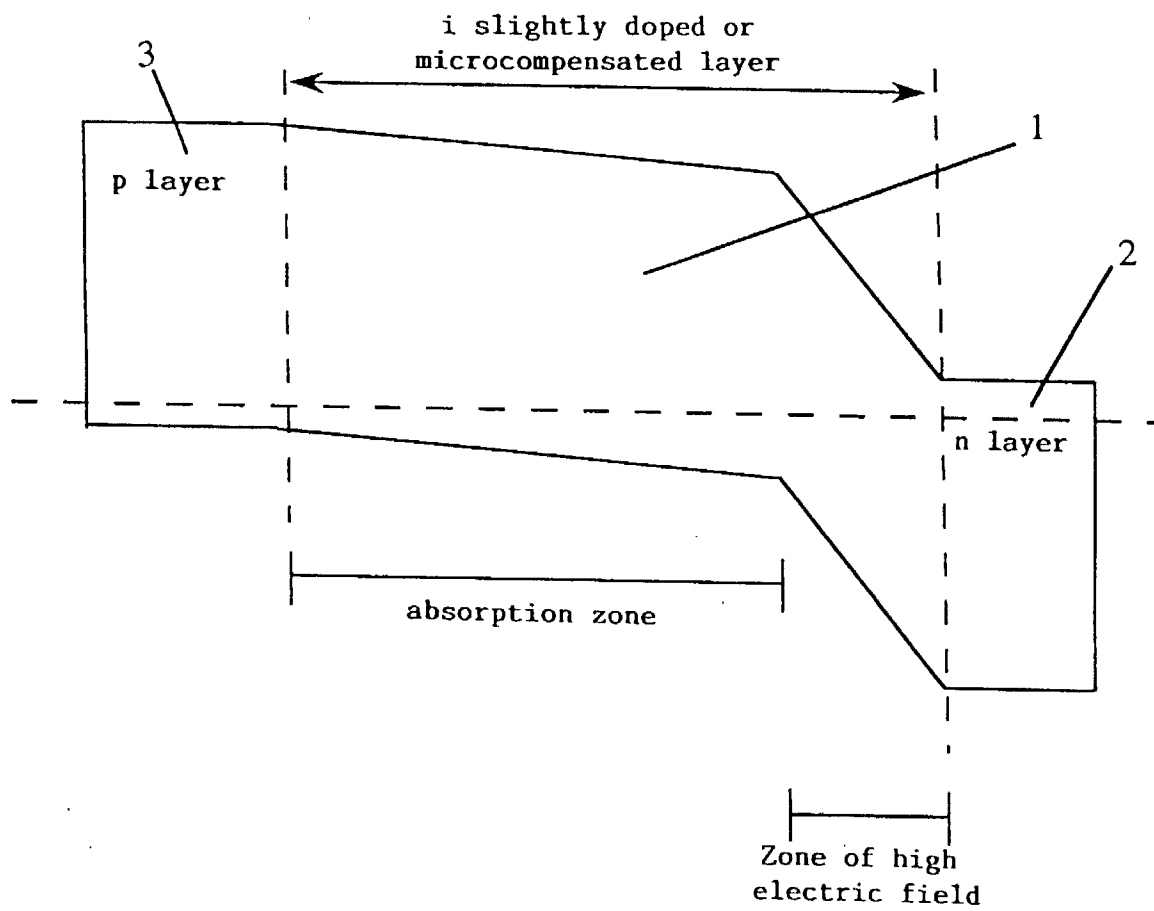 i slightly doped or
microcompensated layer
3
1
p layer
2
n layer
absorption zone
Zone of high
electric field